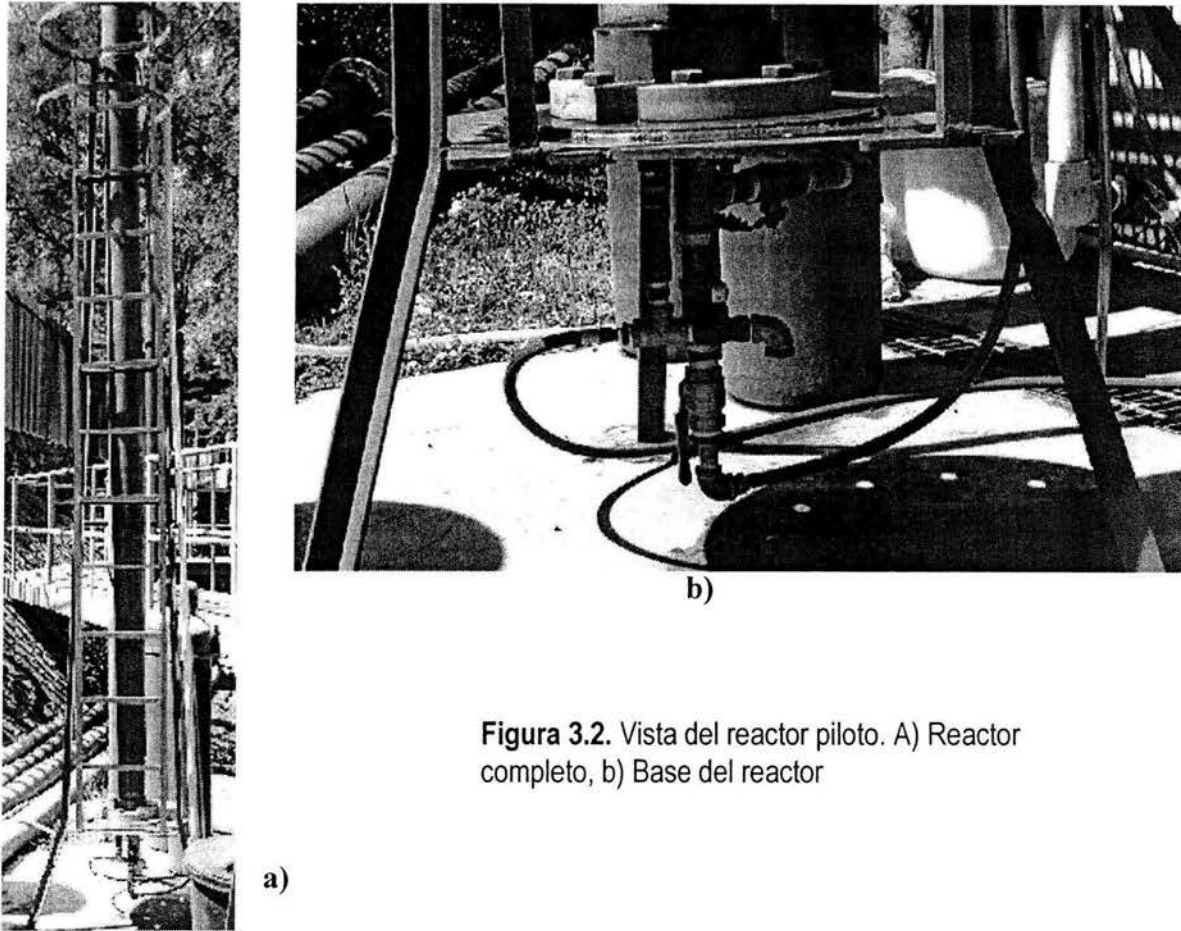 b)
Figura 3.2. Vista del reactor piloto. A) Reactor
completo, b) Base del reactor
a)